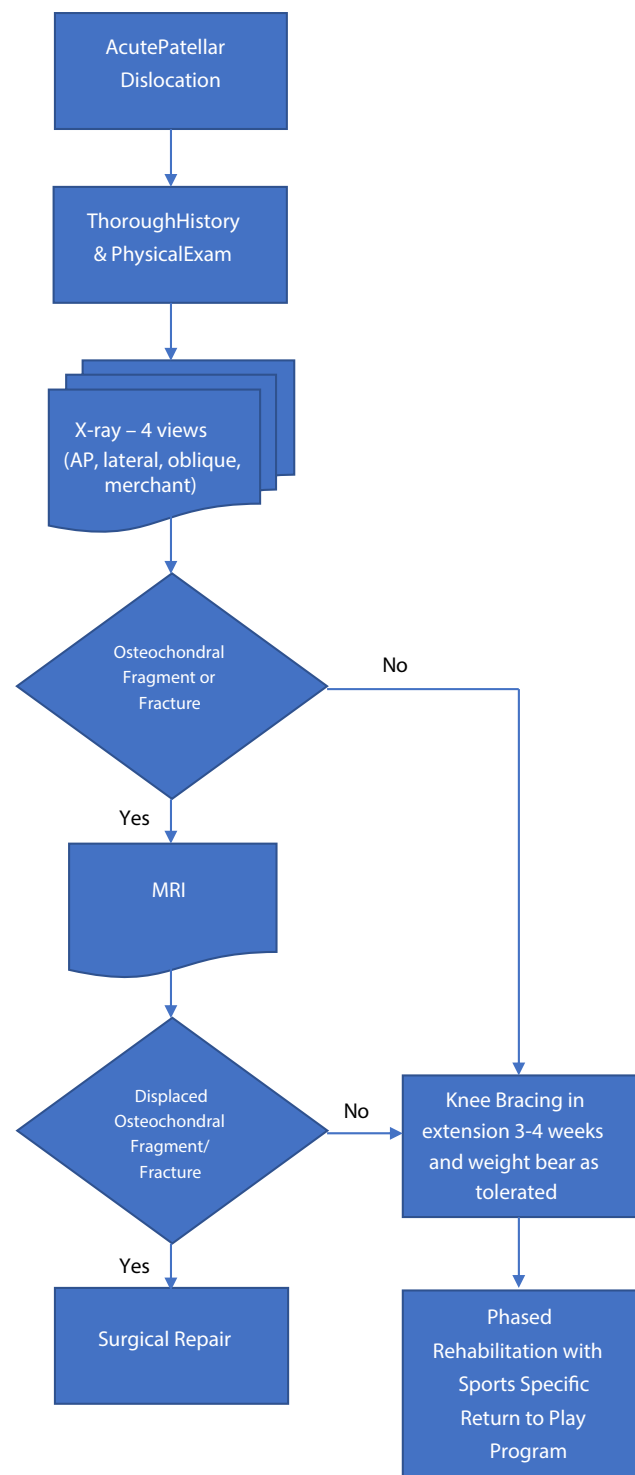 AcutePatellar
Dislocation
ThoroughHistory
& PhysicalExam
X-ray – 4 views
(AP, lateral, oblique,
merchant)
Osteochondral
Fragment or
Fracture
No
Yes
MRI
Displaced
Osteochondral
Fragment/
Fracture
No
Knee Bracing in
extension 3-4 weeks
and weight bear as
tolerated
Yes
Surgical Repair
Phased
Rehabilitation with
Sports Specific
Return to Play
Program